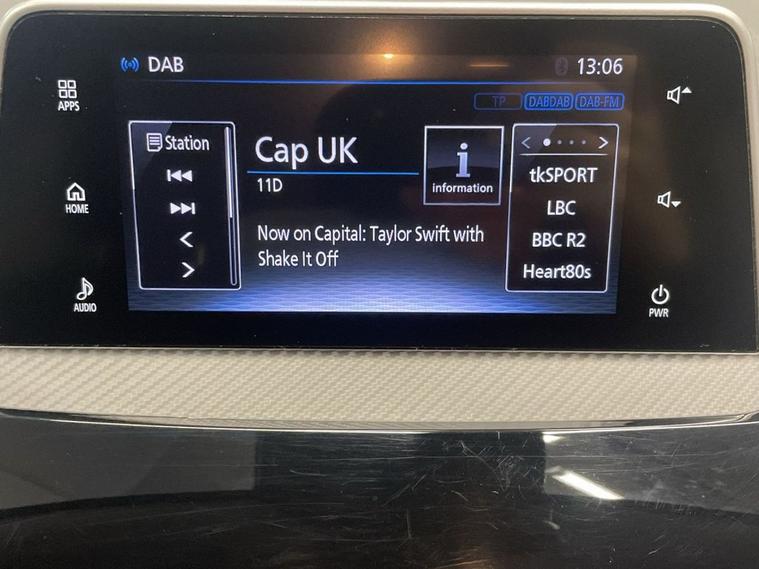 DAB
13:06
TP DABDAB DAB-FM
APPS
HOME
AUDIO
Station
Cap UK
11D
Now on Capital: Taylor Swift with
Shake It Off
i
information
tkSPORT
LBC
BBC R2
Heart80s
PWR